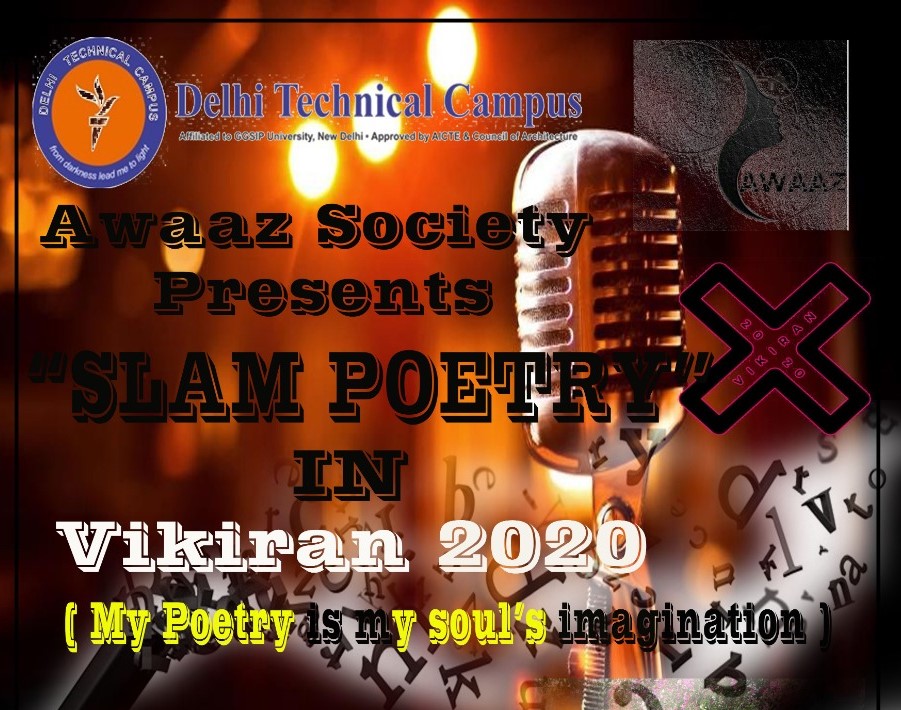 DELHI TECHNICAL CAMPUS
from darkness lead me to light
Delhi Technical Campus
Affiliated to GGSIP University, New Delhi • Approved by AICTE & Council of Architecture
AWAAZ
Awaaz Society
Presents
"SLAM POETRY"
VIKIRAN
2020
VIKIRAN
IN
Vikiran 2020
( My Poetry is my soul's imagination )